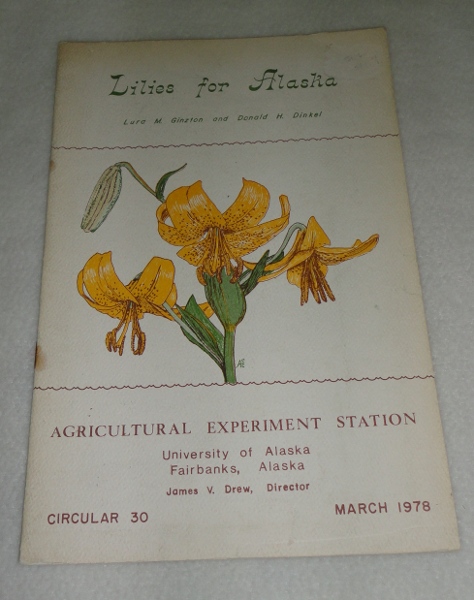 Lilies for Alaska
Lura M. Ginzton and Donald H. Dinkel
AGRICULTURAL EXPERIMENT STATION
University of Alaska
Fairbanks, Alaska
James V. Drew, Director
CIRCULAR 30
MARCH 1978